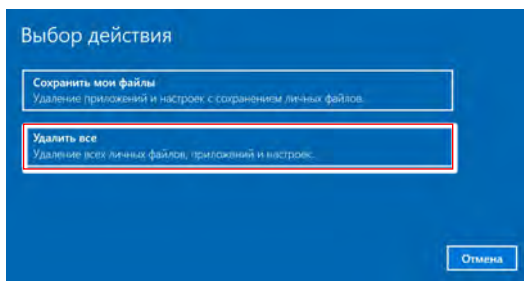 Выбор действия
Сохранить мои файлы
Удаление приложений и настроек с сохранением личных файлов.
Удалить все
Удаление всех личных файлов, приложений и настроек.
Отмена